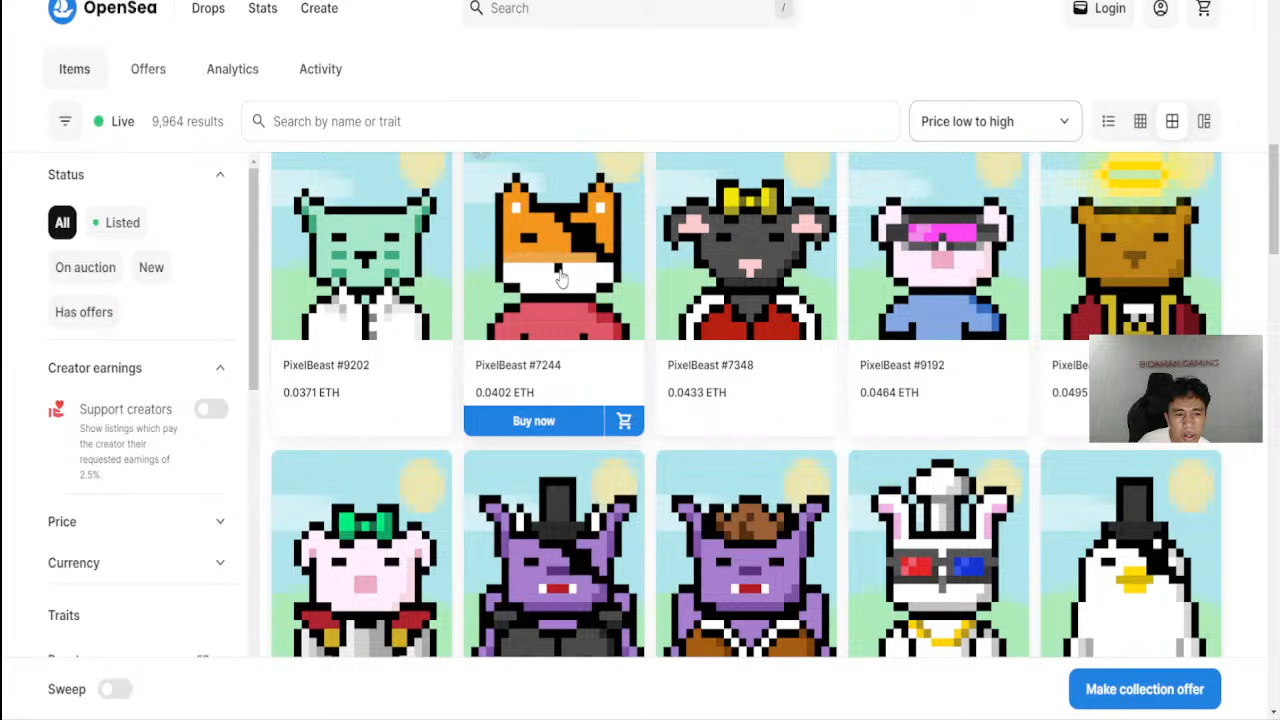 OpenSea
Drops
Stats
Create
Search
/
Login
Items
Offers
Analytics
Activity
Live
9,964 results
Search by name or trait
Price low to high
Status
All
Listed
On auction
New
Has offers
Creator earnings
Support creators
Show listings which pay
the creator their
requested earnings of
2.5%.
Price
Currency
Traits
PixelBeast #9202
0.0371 ETH
PixelBeast #7244
0.0402 ETH
Buy now
PixelBeast #7348
0.0433 ETH
PixelBeast #9192
0.0464 ETH
0.0495
BIDAMAN GAMING
Sweep
Make collection offer